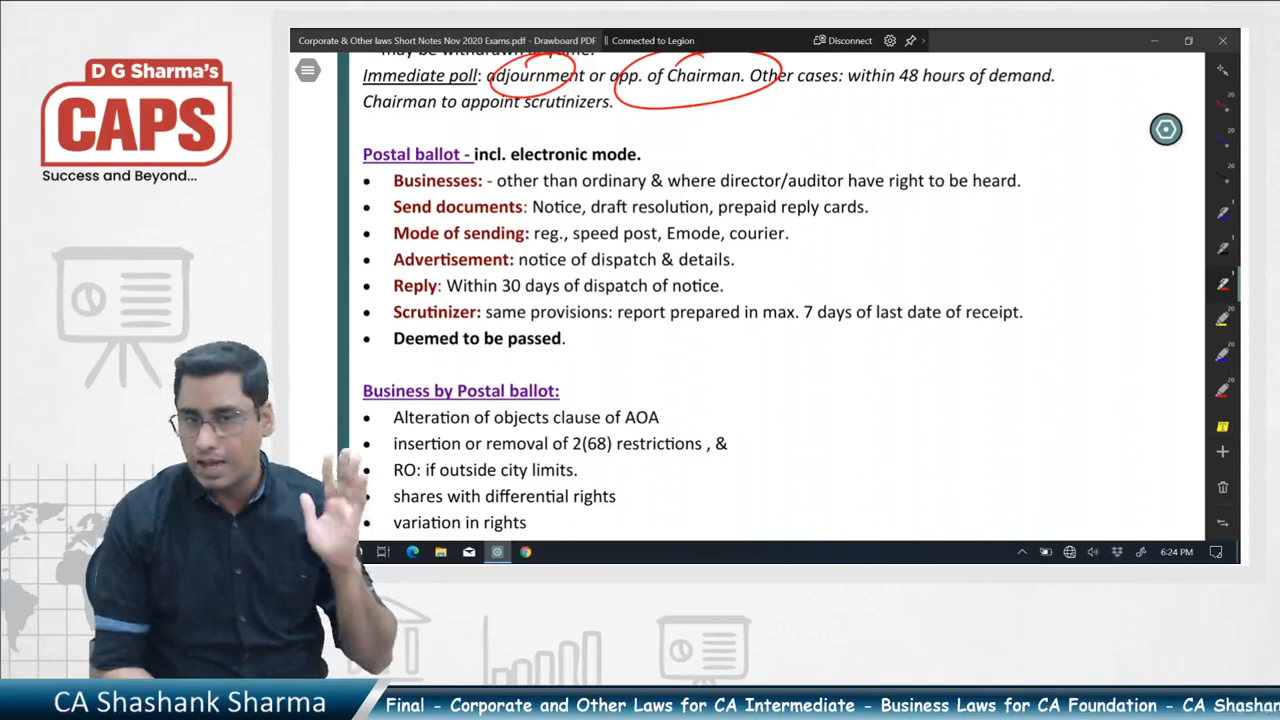 D G Sharma's
CAPS
Success and Beyond...
Corporate & Other laws Short Notes Nov 2020 Exams.pdf - Drawboard PDF
Connected to Legion
Disconnect
Immediate poll: adjournment or app. of Chairman. Other cases: within 48 hours of demand.
Chairman to appoint scrutinizers.
Postal ballot - incl. electronic mode.
• Businesses: - other than ordinary & where director/auditor have right to be heard.
• Send documents: Notice, draft resolution, prepaid reply cards.
• Mode of sending: reg., speed post, Emode, courier.
• Advertisement: notice of dispatch & details.
• Reply: Within 30 days of dispatch of notice.
• Scrutinizer: same provisions: report prepared in max. 7 days of last date of receipt.
• Deemed to be passed.
Business by Postal ballot:
• Alteration of objects clause of AOA
• insertion or removal of 2(68) restrictions , &
• RO: if outside city limits.
• shares with differential rights
• variation in rights
6:24 PM
CA Shashank Sharma
Final – Corporate and Other Laws for CA Intermediate – Business Laws for CA Foundation – CA Shashan